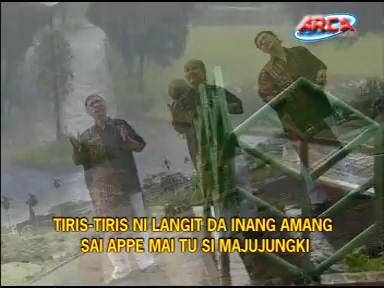 ARCA
TIRIS-TIRIS NI LANGIT DA INANG AMANG
SAI APPE MAI TU SI MAJUJUNGKI